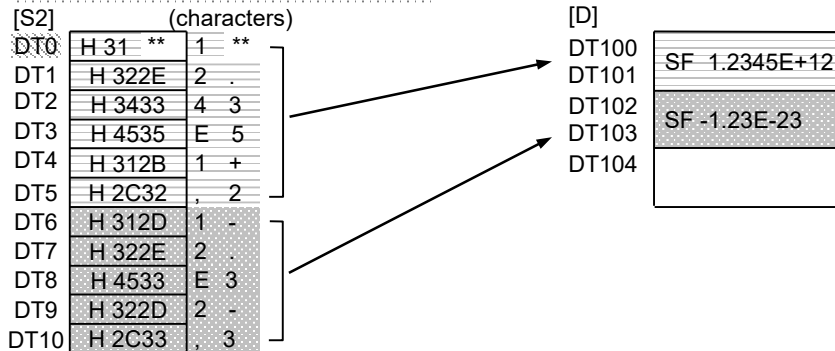 [S2] (characters) [D]
DT0 H 31 ** 1 **
DT1 H 322E 2 .
DT2 H 3433 4 3
DT3 H 4535 E 5
DT4 H 312B 1 +
DT5 H 2C32 , 2
DT6 H 312D 1 -
DT7 H 322E 2 .
DT8 H 4533 E 3
DT9 H 322D 2 -
DT10 H 2C33 , 3
DT100
DT101 SF 1.2345E+12
DT102
DT103 SF -1.23E-23
DT104